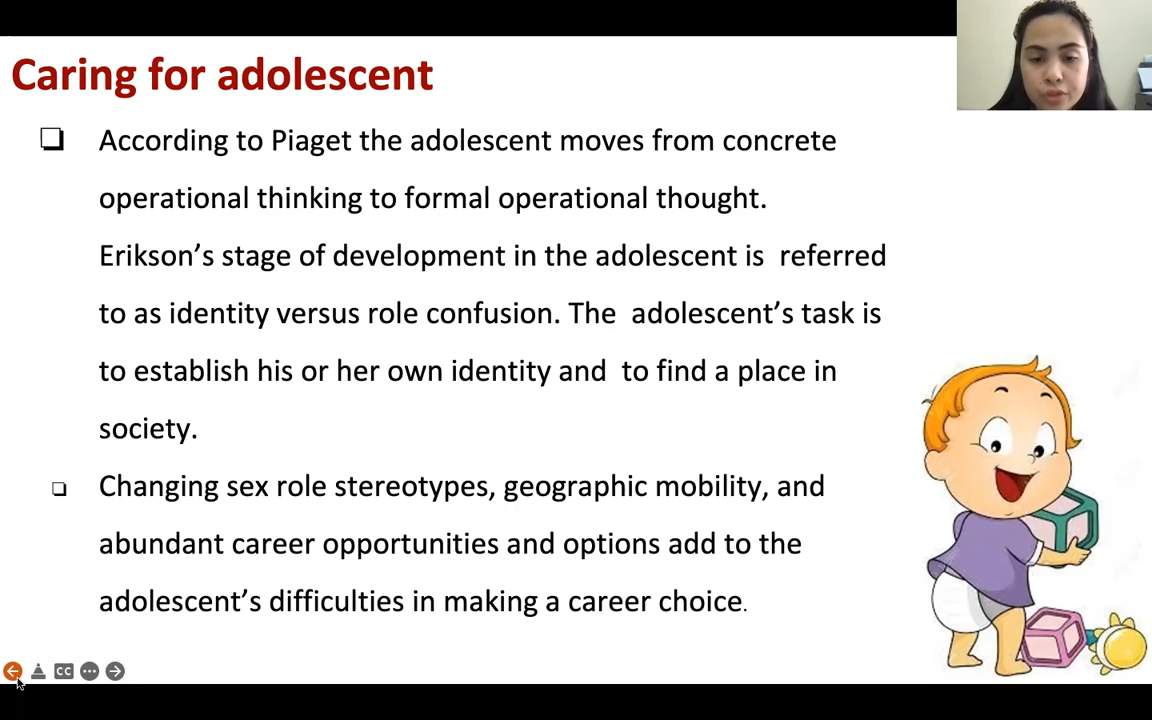 Caring for adolescent
According to Piaget the adolescent moves from concrete
operational thinking to formal operational thought.
Erikson’s stage of development in the adolescent is referred
to as identity versus role confusion. The adolescent’s task is
to establish his or her own identity and to find a place in
society.
Changing sex role stereotypes, geographic mobility, and
abundant career opportunities and options add to the
adolescent’s difficulties in making a career choice.
CC